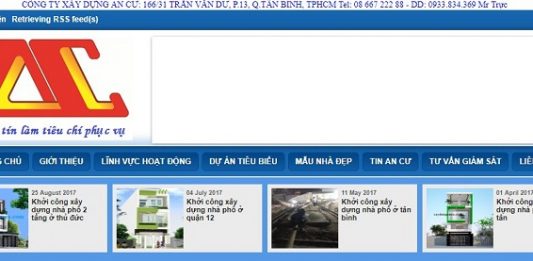 CÔNG TY XÂY DỰNG AN CƯ: 166/31 TRẦN VĂN DƯ, P.13, Q.TÂN BÌNH, TPHCM Tel: 08 667 222 88 - DD: 0933.834.369 Mr Trực
Retrieving RSS feed(s)
AC
tín làm tiêu chí phục vụ
CHỦ GIỚI THIỆU LĨNH VỰC HOẠT ĐỘNG DỰ ÁN TIÊU BIỂU MẪU NHÀ ĐẸP TIN AN CƯ TƯ VẤN GIÁM SÁT LIÊ
25 August 2017
Khởi công xây
dựng nhà phố 2
tầng ở thủ đức
04 July 2017
Khởi công xây
dựng nhà phố ở
quận 12
11 May 2017
Khởi công xây
dựng nhà phố ở tân
bình
01 April 2017
Khởi công xây
dựng nhà phố
tân